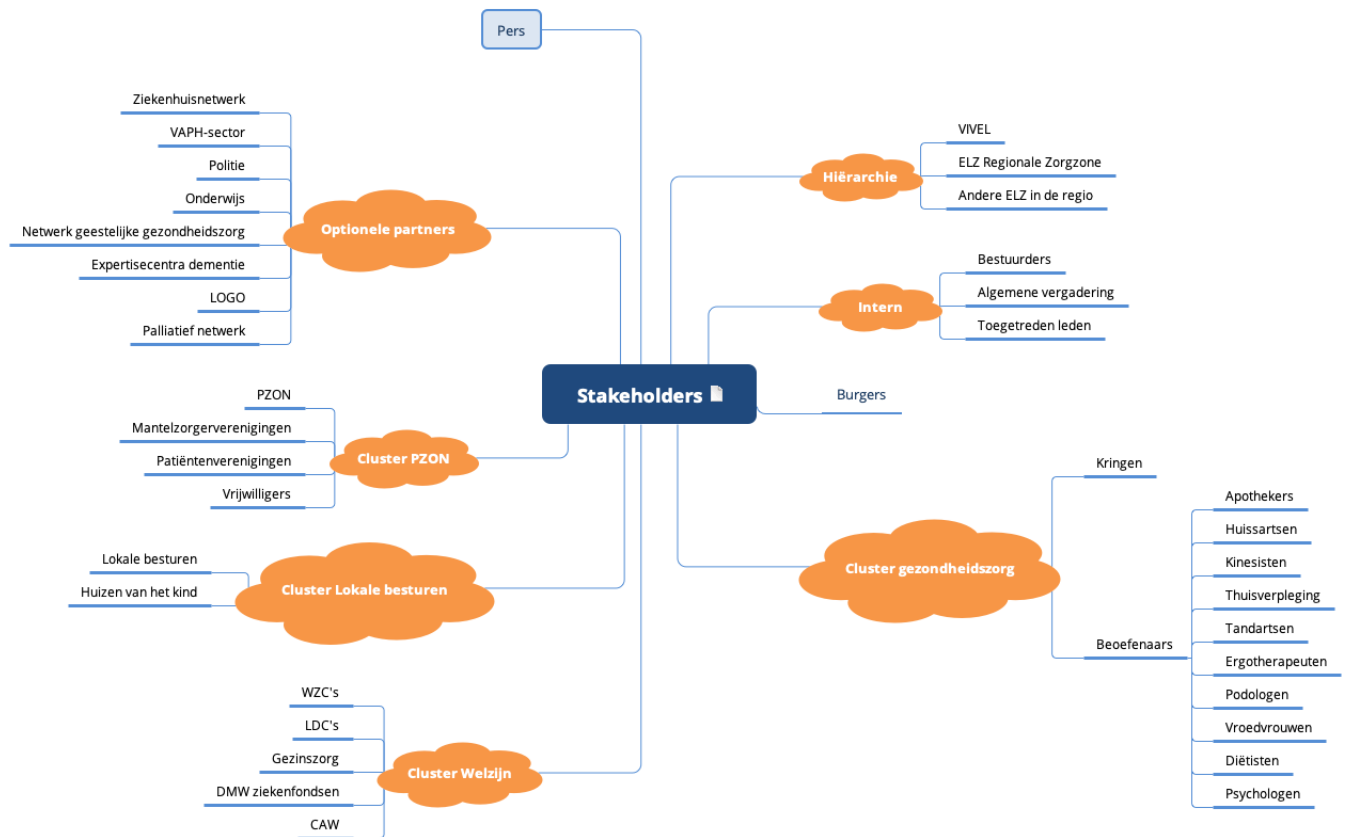 Pers
Ziekenhuisnetwerk
VAPH-sector
Politie
Onderwijs
Netwerk geestelijke gezondheidszorg
Expertisecentra dementie
LOGO
Palliatief netwerk
Optionele partners
PZON
Mantelzorgerverenigingen
Patiëntenverenigingen
Vrijwilligers
Cluster PZON
Lokale besturen
Huizen van het kind
Cluster Lokale besturen
WZC's
LDC's
Gezinszorg
DMW ziekenfondsen
CAW
Cluster Welzijn
Stakeholders
Hiërarchie
VIVEL
ELZ Regionale Zorgzone
Andere ELZ in de regio
Intern
Bestuurders
Algemene vergadering
Toegetreden leden
Burgers
Cluster gezondheidszorg
Kringen
Beoefenaars
Apothekers
Huissartsen
Kinesisten
Thuisverpleging
Tandartsen
Ergotherapeuten
Podologen
Vroedvrouwen
Diëtisten
Psychologen